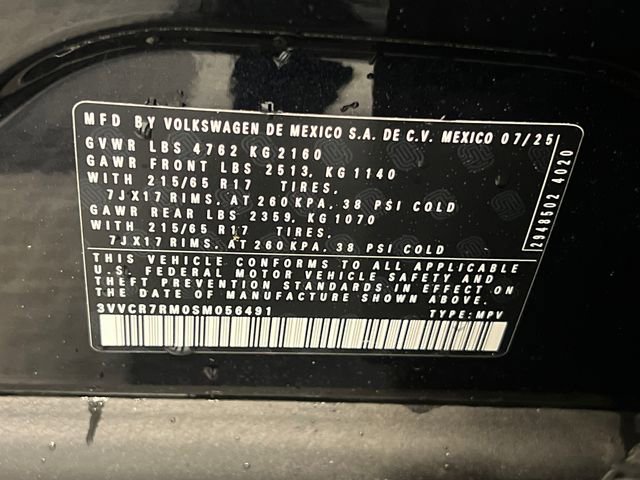 MFD BY VOLKSWAGEN DE MEXICO S.A. DE C.V. MEXICO 07/25
GVWR LBS 4762 KG 2160
GAWR FRONT LBS 2513, KG 1140
WITH 215/65 R17 TIRES,
7JX17 RIMS, AT 260 KPA, 38 PSI COLD
GAWR REAR LBS 2359, KG 1070
WITH 215/65 R17 TIRES,
7JX17 RIMS, AT 260 KPA, 38 PSI COLD
THIS VEHICLE CONFORMS TO ALL APPLICABLE
U.S. FEDERAL MOTOR VEHICLE SAFETY AND
THEFT PREVENTION STANDARDS IN EFFECT ON
THE DATE OF MANUFACTURE SHOWN ABOVE.
3VVCR7RM0SM056491 TYPE: MPV
2948502 4020